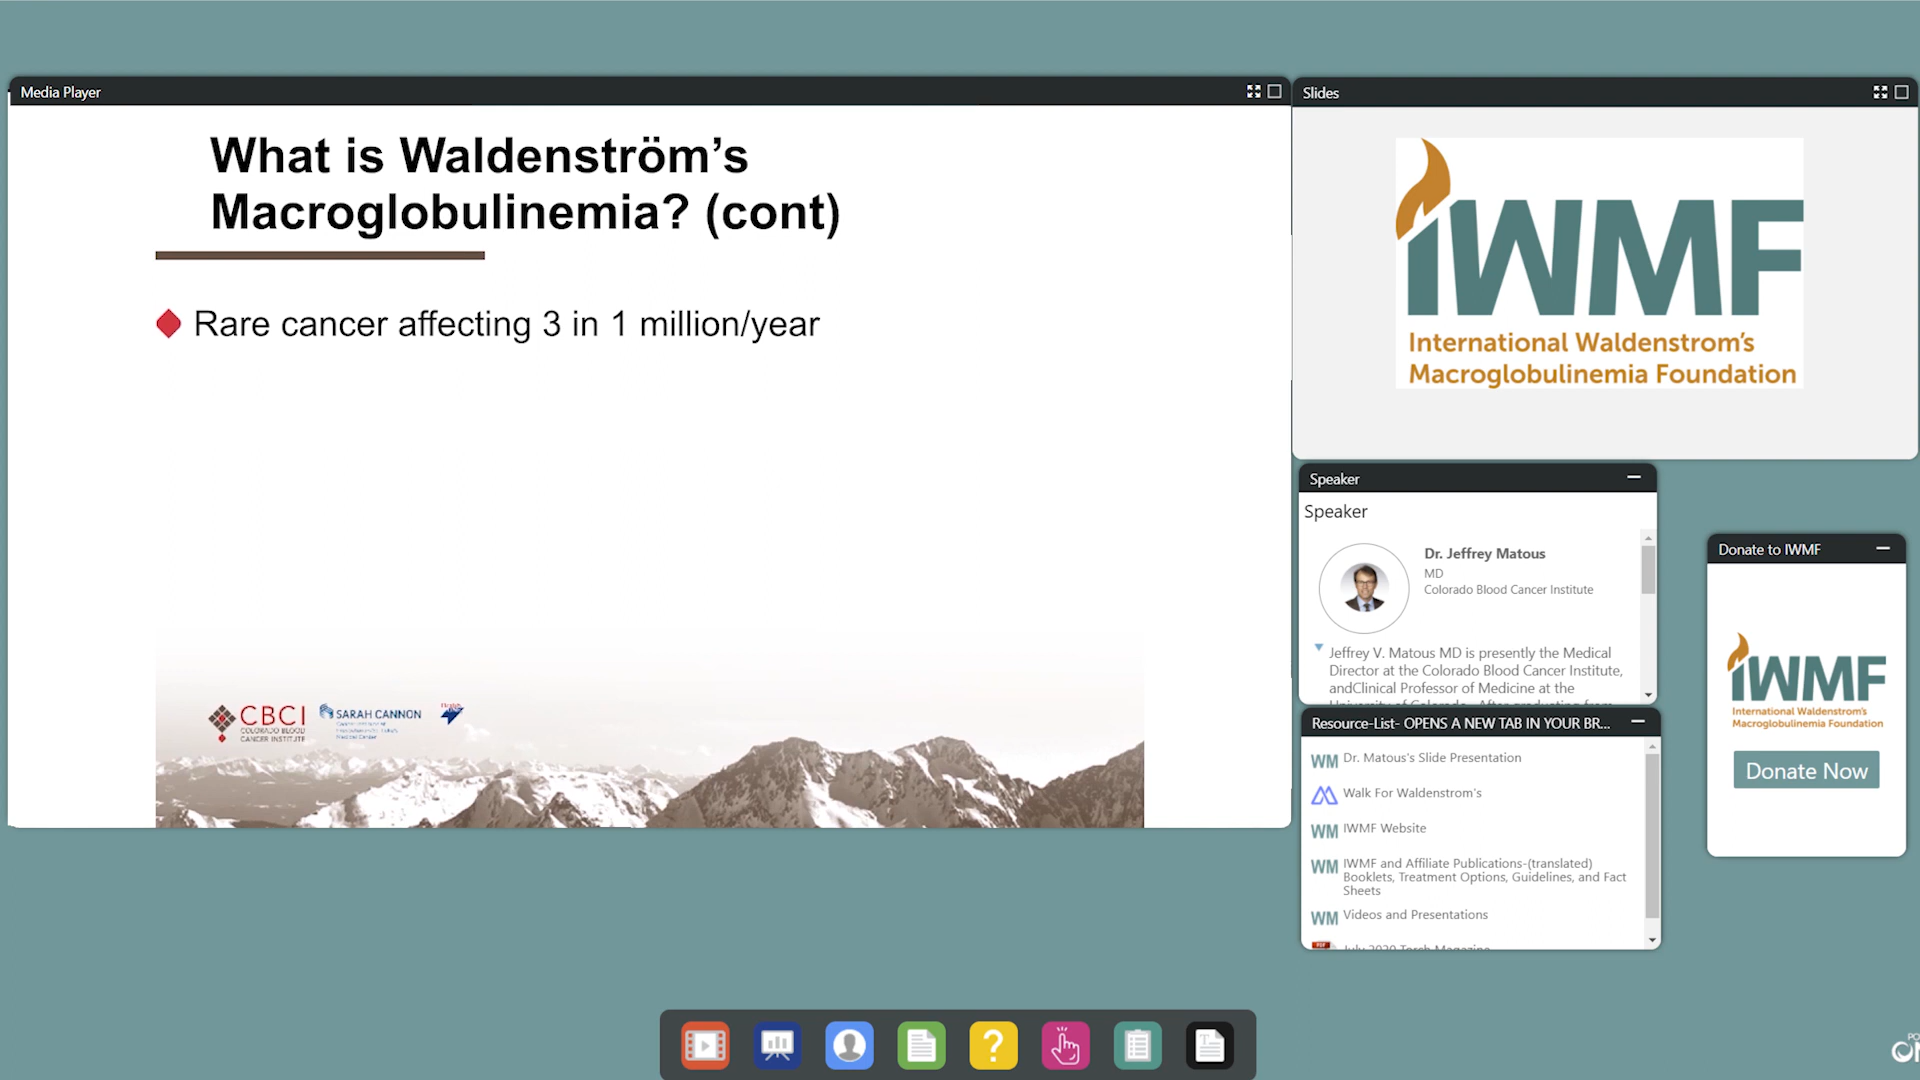 Media Player
What is Waldenström’s
Macroglobulinemia? (cont)
Rare cancer affecting 3 in 1 million/year
CBCI
COLORADO BLOOD
CANCER INSTITUTE
SARAH CANNON
Slides
IWMF
International Waldenstrom's
Macroglobulinemia Foundation
Speaker
Speaker
Dr. Jeffrey Matous
MD
Colorado Blood Cancer Institute
Jeffrey V. Matous MD is presently the Medical
Director at the Colorado Blood Cancer Institute,
andClinical Professor of Medicine at the
Resource-List- OPENS A NEW TAB IN YOUR BR...
WM Dr. Matous's Slide Presentation
Walk For Waldenstrom's
WM IWMF Website
WM IWMF and Affiliate Publications-(translated)
Booklets, Treatment Options, Guidelines, and Fact
Sheets
WM Videos and Presentations
July 2020 Torch Magazine
Donate to IWMF
IWMF
International Waldenstrom's
Macroglobulinemia Foundation
Donate Now